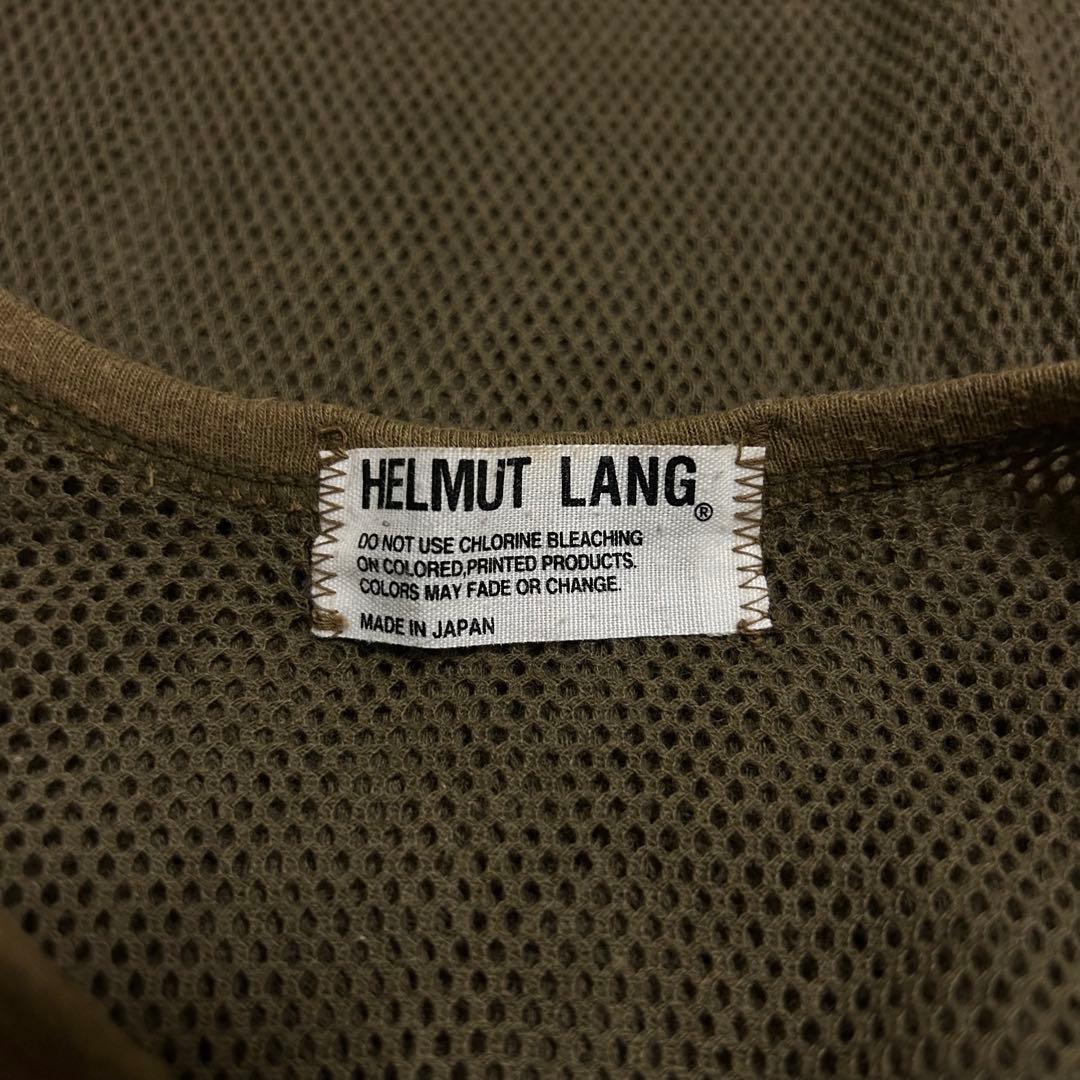 HELMUT LANG®
DO NOT USE CHLORINE BLEACHING
ON COLORED,PRINTED PRODUCTS.
COLORS MAY FADE OR CHANGE.
MADE IN JAPAN